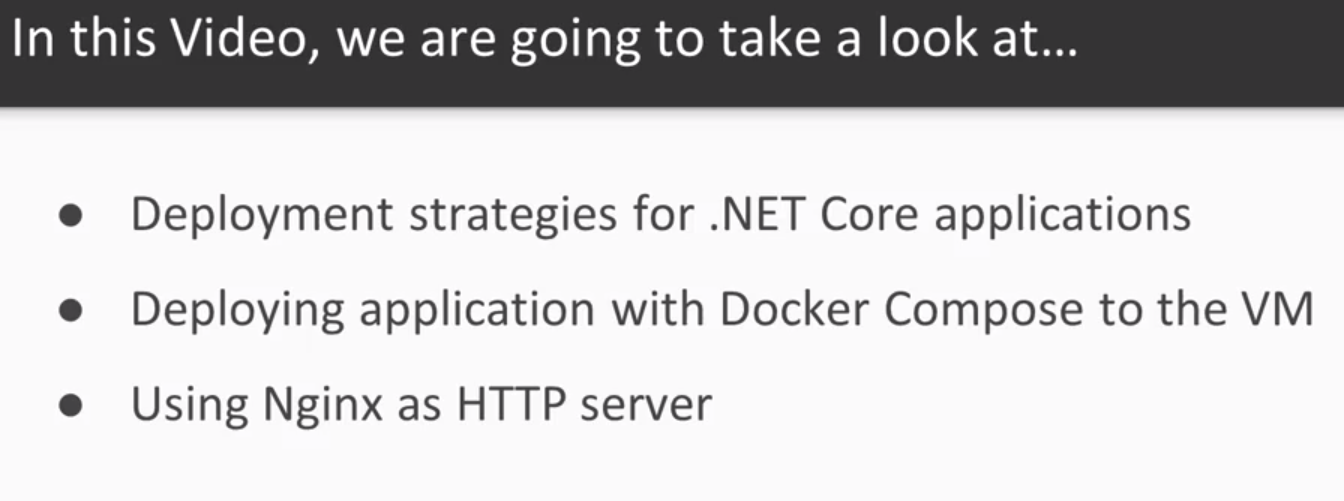 In this Video, we are going to take a look at...
● Deployment strategies for .NET Core applications
● Deploying application with Docker Compose to the VM
● Using Nginx as HTTP server